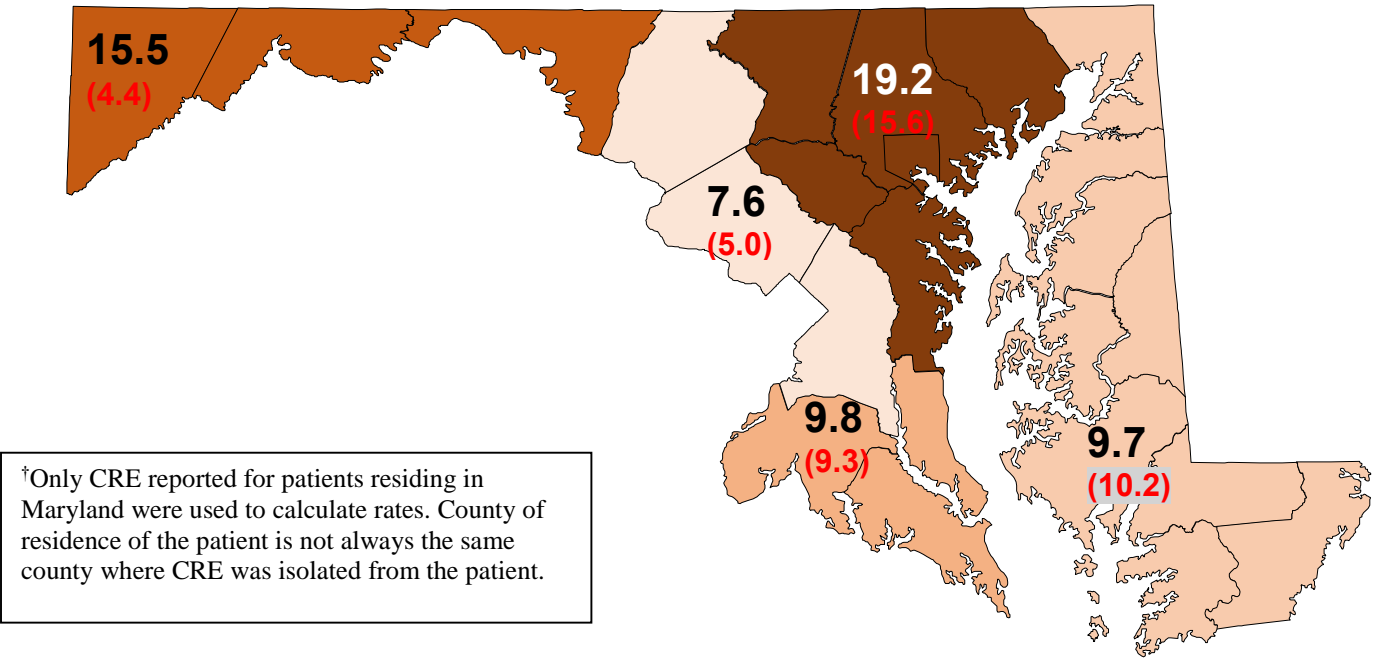 15.5
(4.4)
19.2
(15.6)
7.6
(5.0)
9.8
(9.3)
9.7
(10.2)
†Only CRE reported for patients residing in
Maryland were used to calculate rates. County of
residence of the patient is not always the same
county where CRE was isolated from the patient.